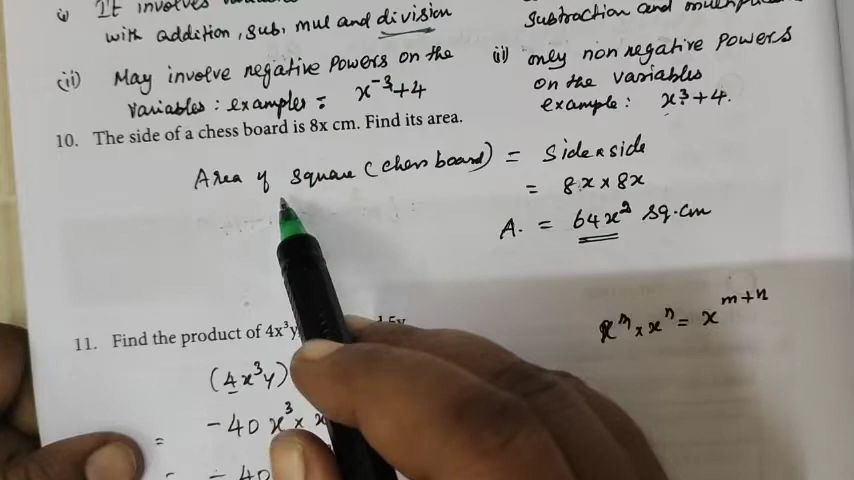 i) It involves
with addition, sub, mul and division
(ii) May involve negative powers on the
variables: examples: x⁻³+4
subtraction and
(ii) only non negative powers
on the variables
example: x³+4.
10. The side of a chess board is 8x cm. Find its area.
Area of square (chess board) = side x side
= 8x x 8x
A. = 64x² sq.cm
xᵐ x xⁿ = xᵐ⁺ⁿ
11. Find the product of 4x³y
(4x³y)
= -40 x³ x x
= -40